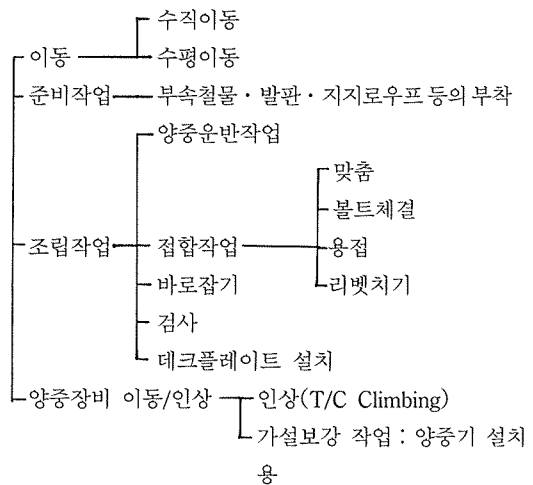 수직이동
이동 수평이동
준비작업 부속철물・발판・지지로우프 등의 부착
양중운반작업
맞춤
볼트체결
조립작업 접합작업 용접
바로잡기 리벳치기
검사
데크플레이트 설치
양중장비 이동/인상 인상(T/C Climbing)
가설보강 작업 : 양중기 설치
용